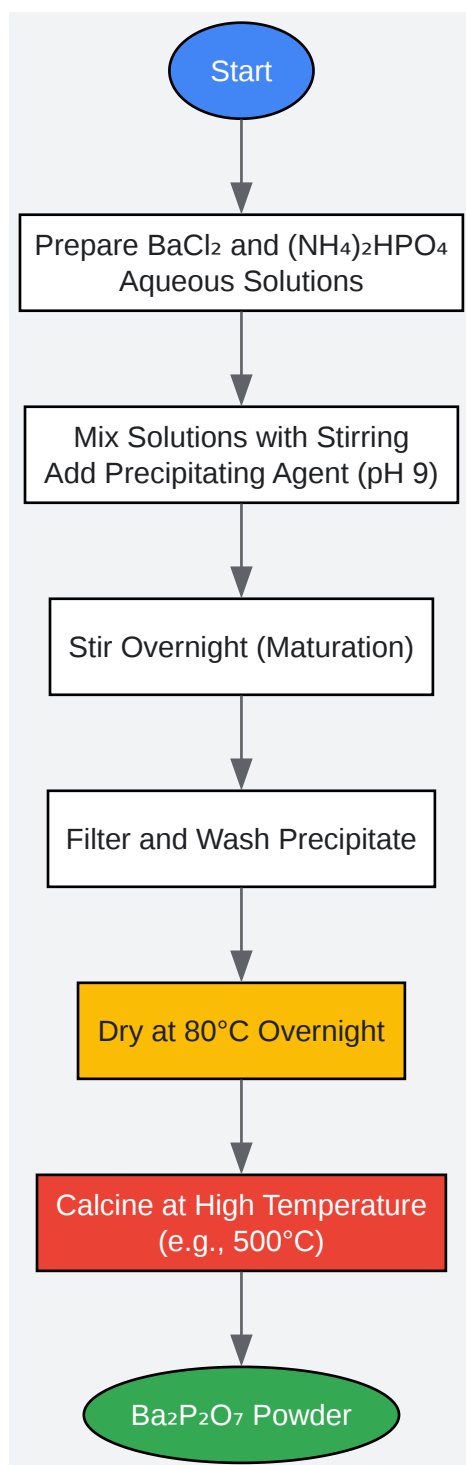 Start
Prepare BaCl₂ and (NH₄)₂HPO₄
Aqueous Solutions
Mix Solutions with Stirring
Add Precipitating Agent (pH 9)
Stir Overnight (Maturation)
Filter and Wash Precipitate
Dry at 80°C Overnight
Calcine at High Temperature
(e.g., 500°C)
Ba₂P₂O₇ Powder